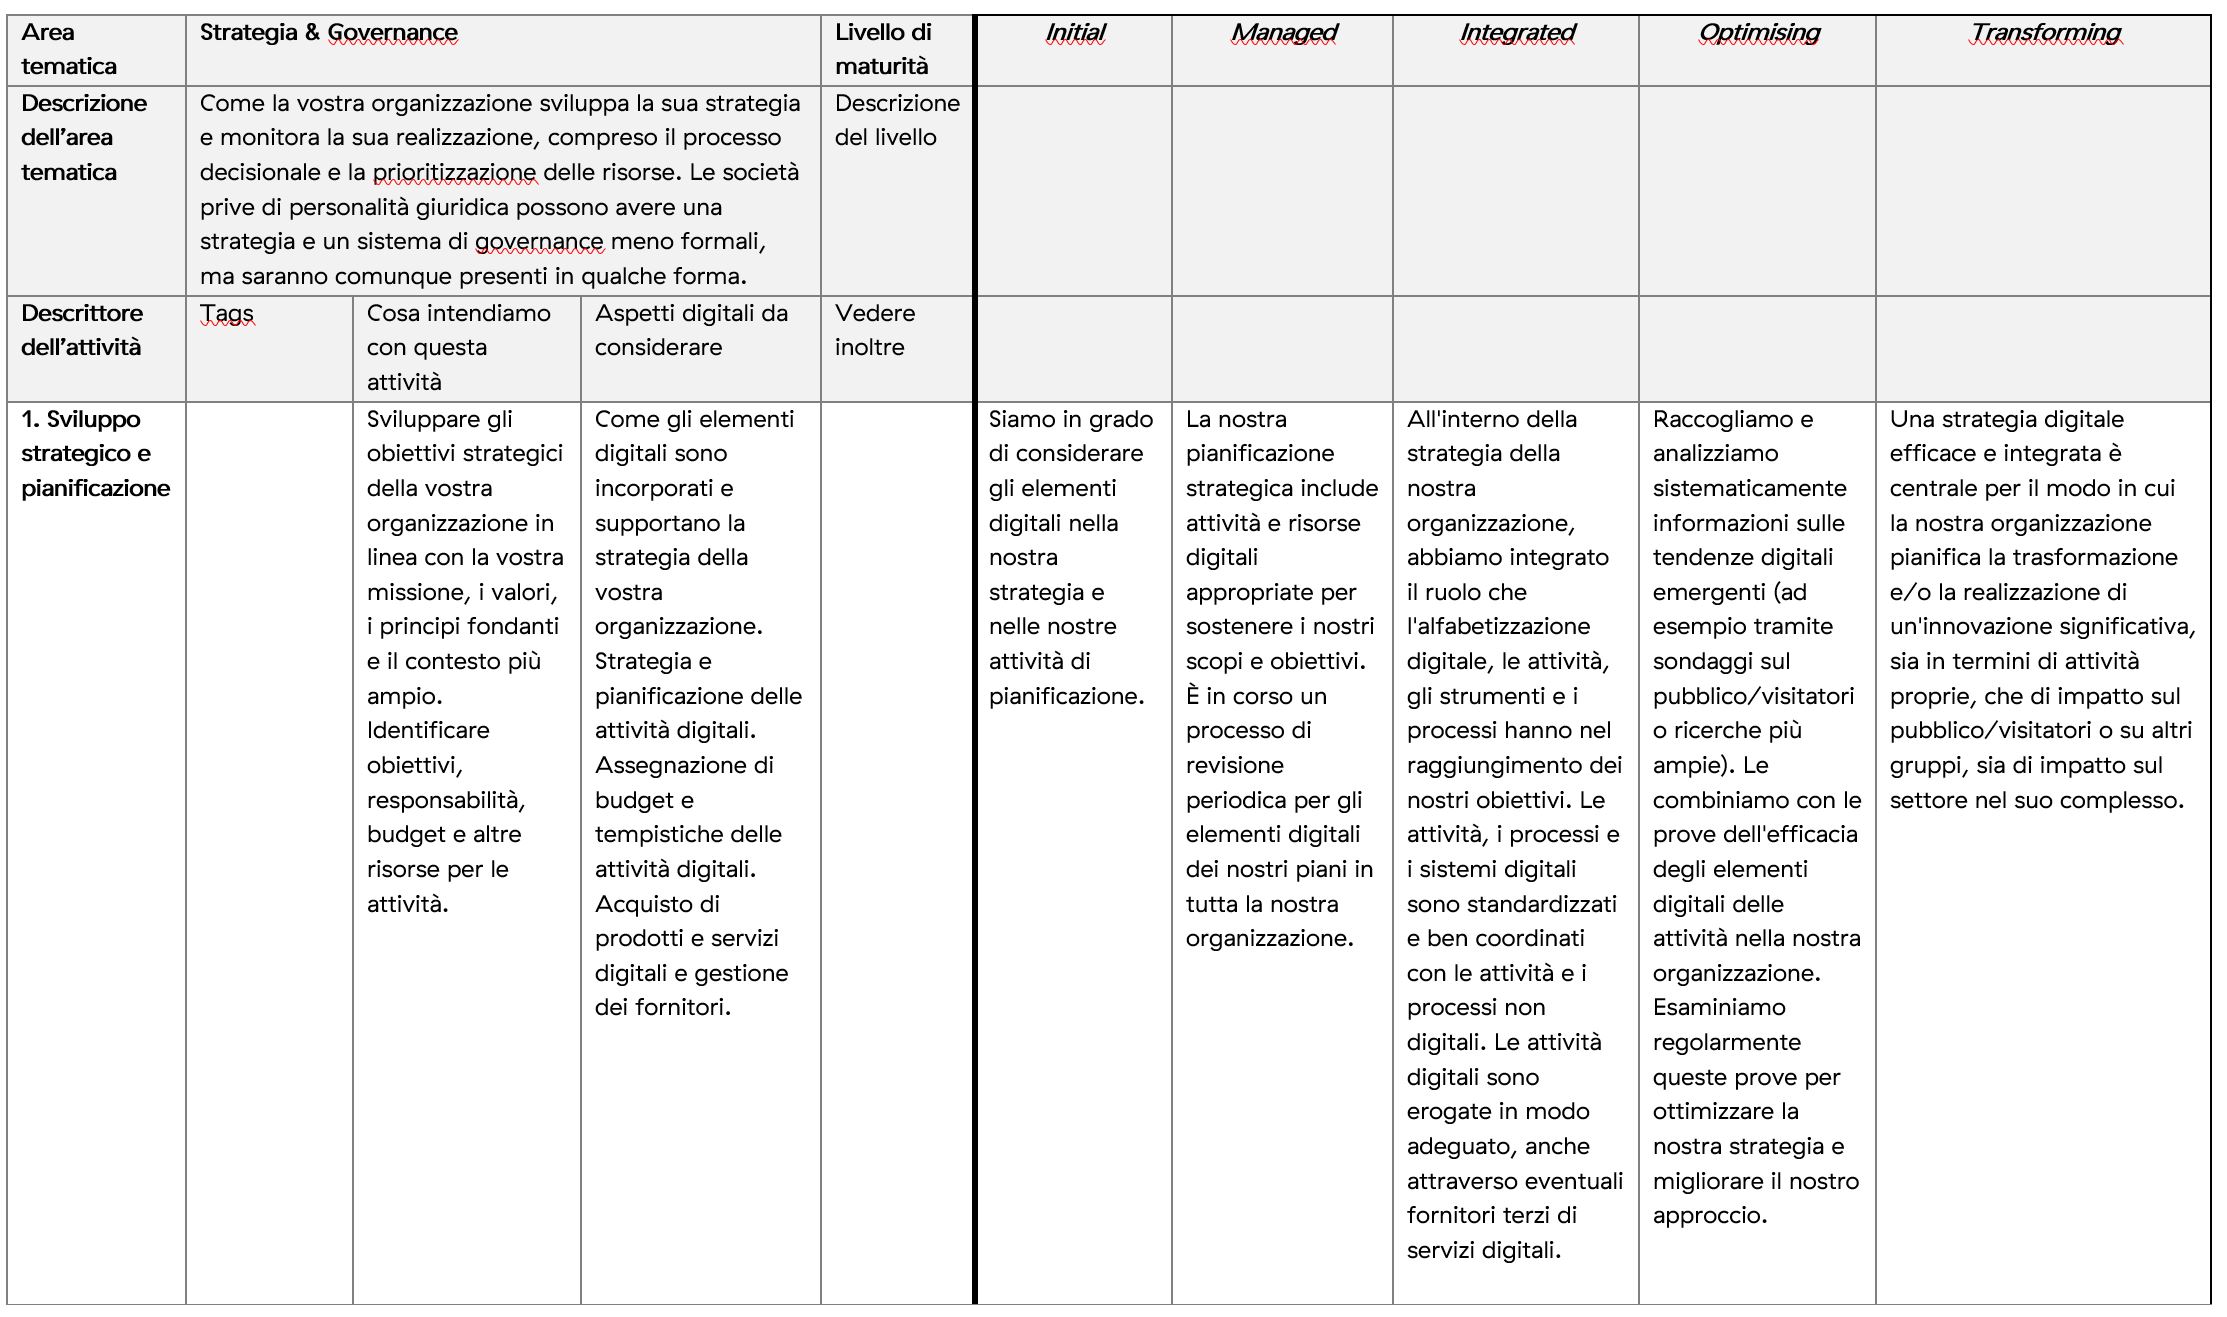 Area
tematica
Strategia & Governance
Livello di
maturità
Initial
Managed
Integrated
Optimising
Transforming
Descrizione
dell’area
tematica
Come la vostra organizzazione sviluppa la sua strategia
e monitora la sua realizzazione, compreso il processo
decisionale e la prioritizzazione delle risorse. Le società
prive di personalità giuridica possono avere una
strategia e un sistema di governance meno formali,
ma saranno comunque presenti in qualche forma.
Descrizione
del livello
Descrittore
dell’attività
Tags
Cosa intendiamo
con questa
attività
Aspetti digitali da
considerare
Vedere
inoltre
1. Sviluppo
strategico e
pianificazione
Sviluppare gli
obiettivi strategici
della vostra
organizzazione in
linea con la vostra
missione, i valori,
i principi fondanti
e il contesto più
ampio.
Identificare
obiettivi,
responsabilità,
budget e altre
risorse per le
attività.
Come gli elementi
digitali sono
incorporati e
supportano la
strategia della
vostra
organizzazione.
Strategia e
pianificazione delle
attività digitali.
Assegnazione di
budget e
tempistiche delle
attività digitali.
Acquisto di
prodotti e servizi
digitali e gestione
dei fornitori.
Siamo in grado
di considerare
gli elementi
digitali nella
nostra
strategia e
nelle nostre
attività di
pianificazione.
La nostra
pianificazione
strategica include
attività e risorse
digitali
appropriate per
sostenere i nostri
scopi e obiettivi.
È in corso un
processo di
revisione
periodica per gli
elementi digitali
dei nostri piani in
tutta la nostra
organizzazione.
All'interno della
strategia della
nostra
organizzazione,
abbiamo integrato
il ruolo che
l'alfabetizzazione
digitale, le attività,
gli strumenti e i
processi hanno nel
raggiungimento dei
nostri obiettivi. Le
attività, i processi e
i sistemi digitali
sono standardizzati
e ben coordinati
con le attività e i
processi non
digitali. Le attività
digitali sono
erogate in modo
adeguato, anche
attraverso eventuali
fornitori terzi di
servizi digitali.
Raccogliamo e
analizziamo
sistematicamente
informazioni sulle
tendenze digitali
emergenti (ad
esempio tramite
sondaggi sul
pubblico/visitatori
o ricerche più
ampie). Le
combiniamo con le
prove dell'efficacia
degli elementi
digitali delle
attività nella nostra
organizzazione.
Esaminiamo
regolarmente
queste prove per
ottimizzare la
nostra strategia e
migliorare il nostro
approccio.
Una strategia digitale
efficace e integrata è
centrale per il modo in cui
la nostra organizzazione
pianifica la trasformazione
e/o la realizzazione di
un'innovazione significativa,
sia in termini di attività
proprie, che di impatto sul
pubblico/visitatori o su altri
gruppi, sia di impatto sul
settore nel suo complesso.